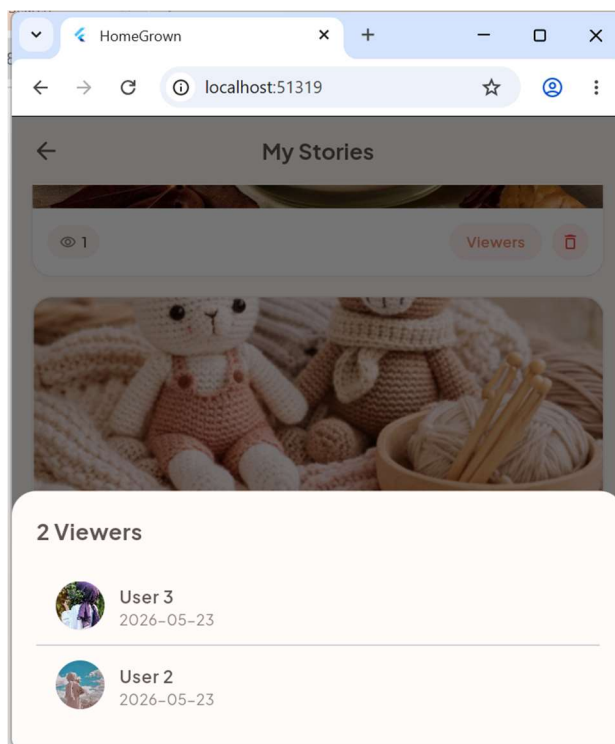 HomeGrown
localhost:51319
My Stories
1
Viewers
2 Viewers
User 3
2026-05-23
User 2
2026-05-23